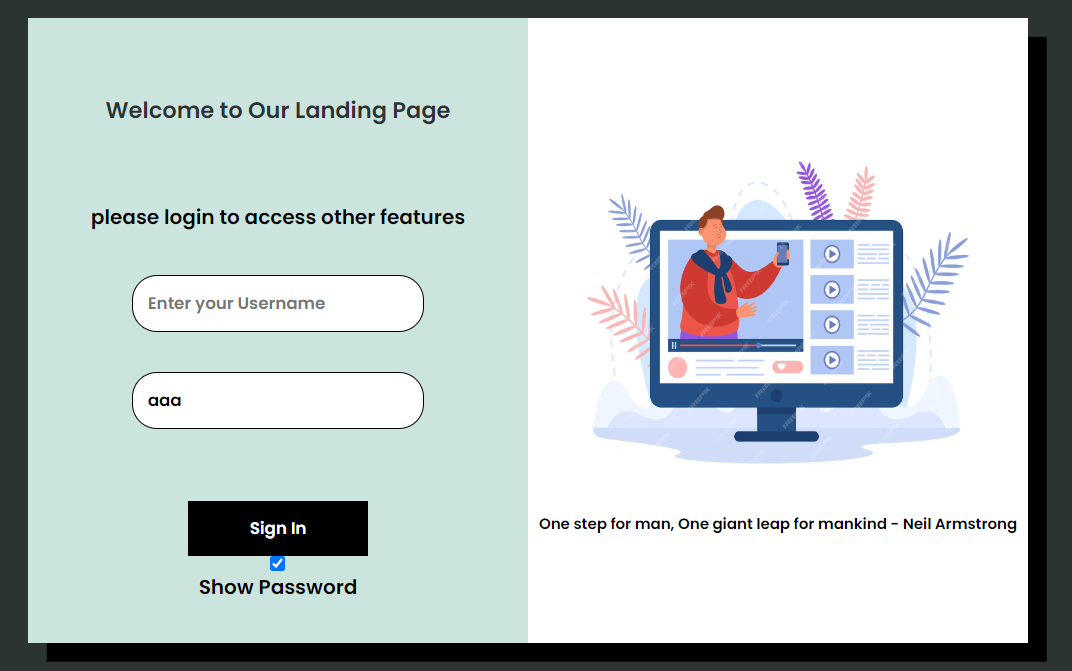 Welcome to Our Landing Page
please login to access other features
Enter your Username
aaa
Sign In
Show Password
One step for man, One giant leap for mankind - Neil Armstrong